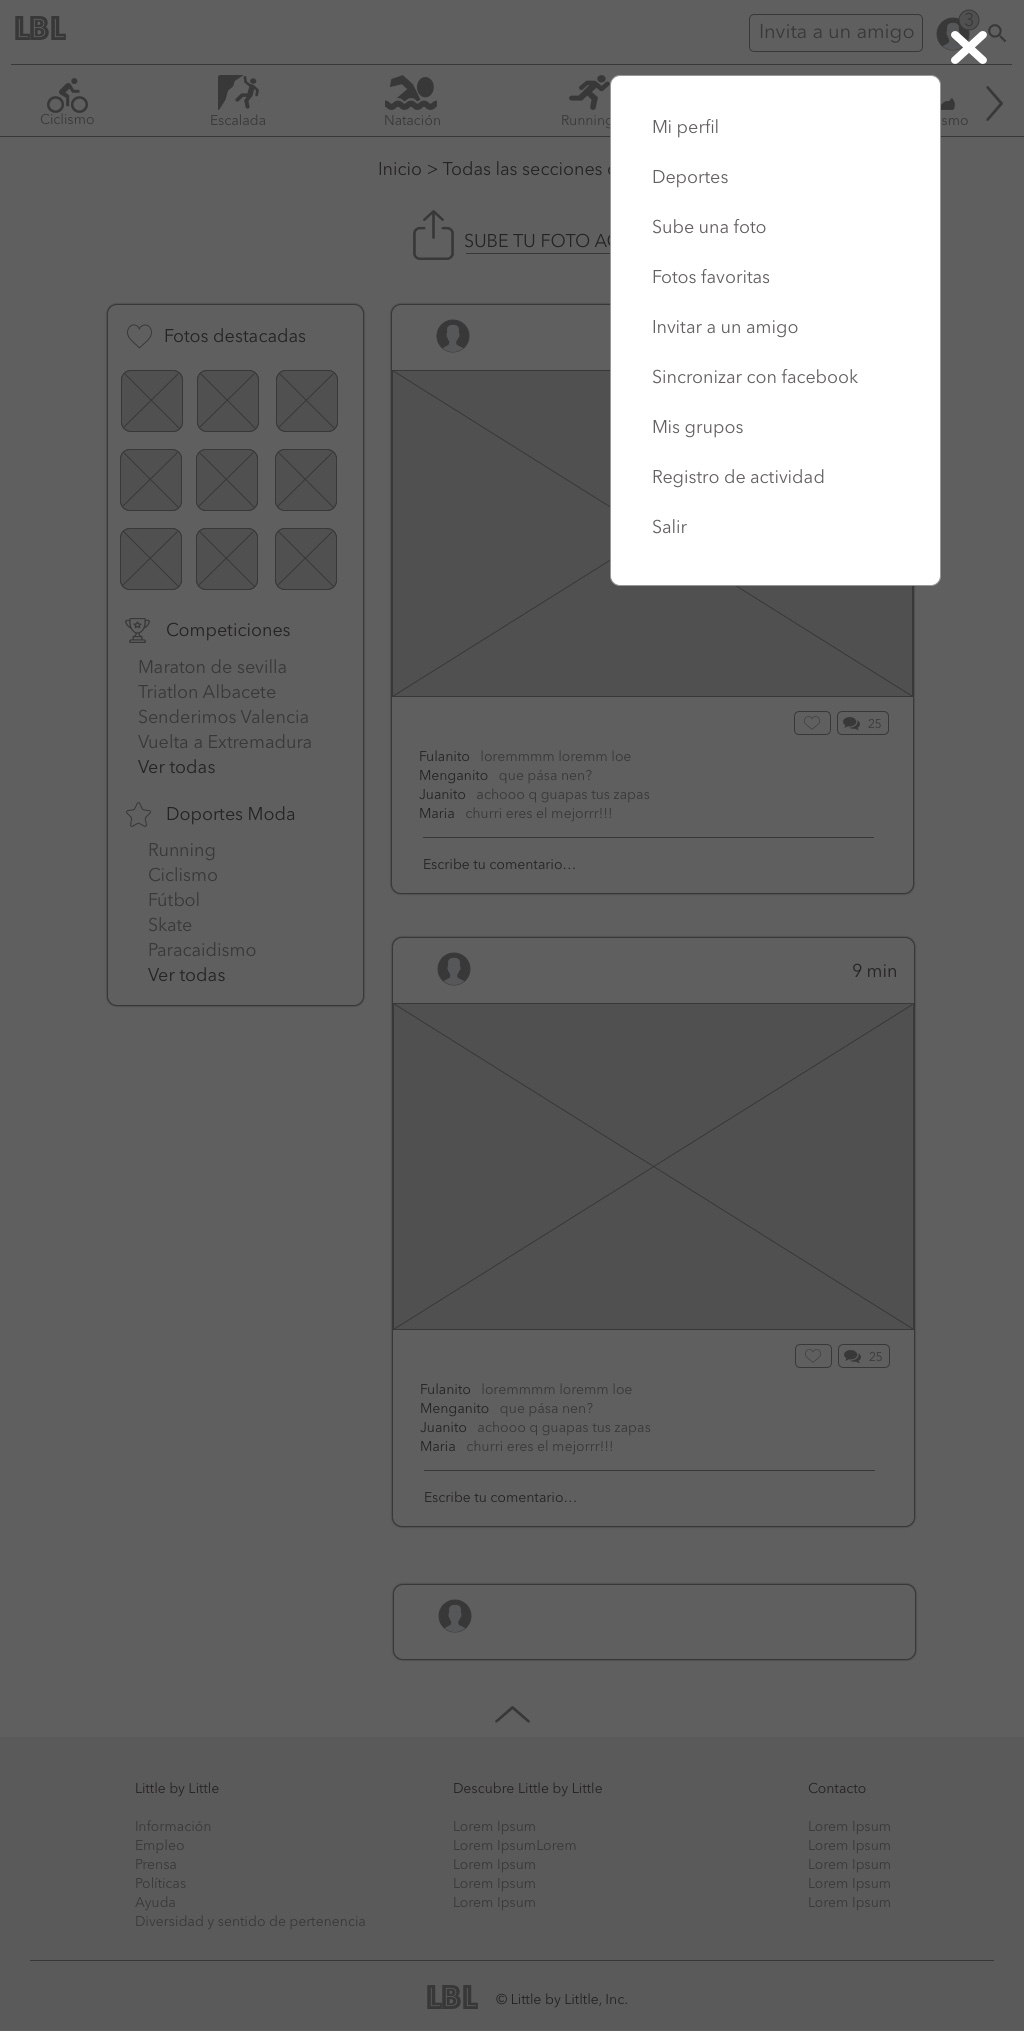 LBL
Invita a un amigo
3
Ciclismo
Escalada
Natación
Running
smo
Inicio > Todas las secciones
SUBE TU FOTO
Mi perfil
Deportes
Sube una foto
Fotos favoritas
Invitar a un amigo
Sincronizar con facebook
Mis grupos
Registro de actividad
Salir
Fotos destacadas
Competiciones
Maraton de sevilla
Triatlon Albacete
Senderimos Valencia
Vuelta a Extremadura
Ver todas
Doportes Moda
Running
Ciclismo
Fútbol
Skate
Paracaidismo
Ver todas
25
Fulanito loremmmm loremm loe
Menganito que pása nen?
Juanito achooo q guapas tus zapas
Maria churri eres el mejorrr!!!
Escribe tu comentario...
9 min
25
Fulanito loremmmm loremm loe
Menganito que pása nen?
Juanito achooo q guapas tus zapas
Maria churri eres el mejorrr!!!
Escribe tu comentario...
Little by Little
Información
Empleo
Prensa
Políticas
Ayuda
Diversidad y sentido de pertenencia
Descubre Little by Little
Lorem Ipsum
Lorem IpsumLorem
Lorem Ipsum
Lorem Ipsum
Lorem Ipsum
Contacto
Lorem Ipsum
Lorem Ipsum
Lorem Ipsum
Lorem Ipsum
Lorem Ipsum
LBL © Little by Litltle, Inc.